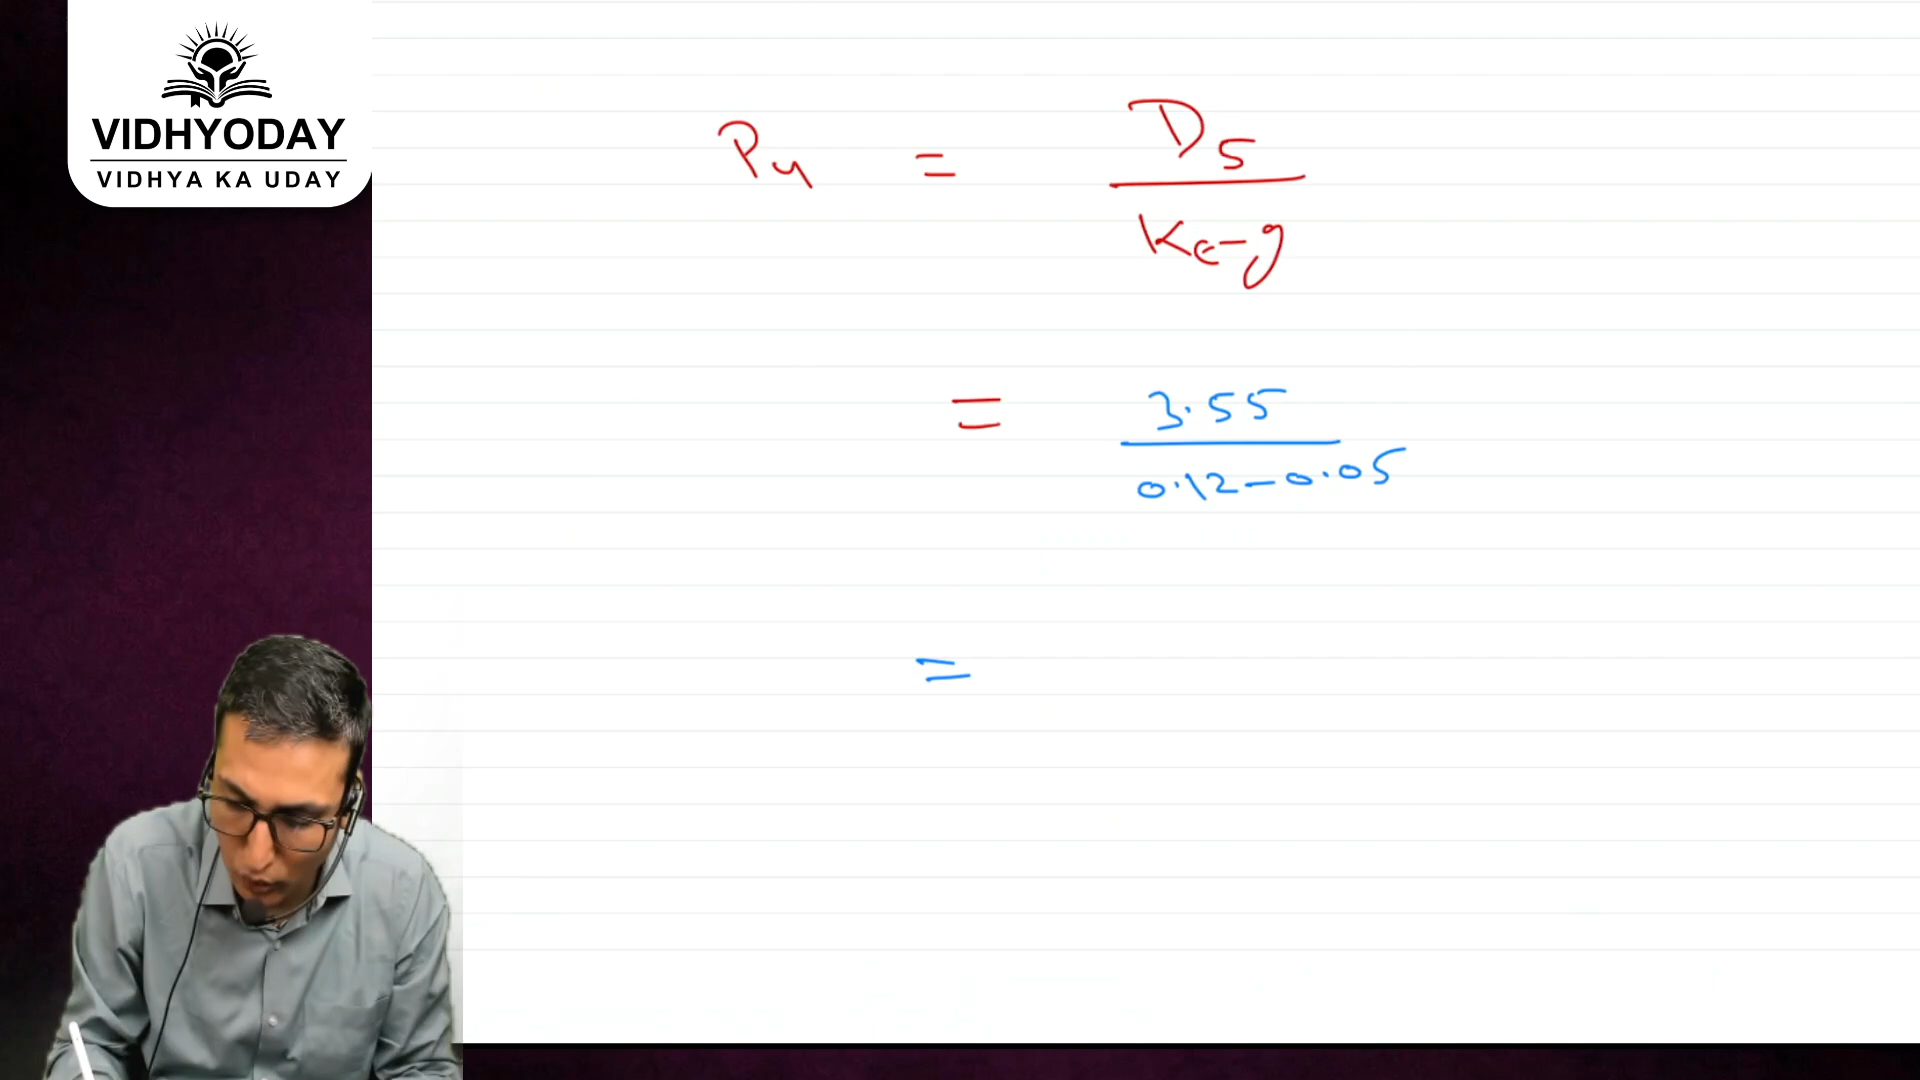 VIDHYODAY
VIDHYA KA UDAY
P4 = D5 / Ke-g
= 3.55 / 0.12-0.05
=